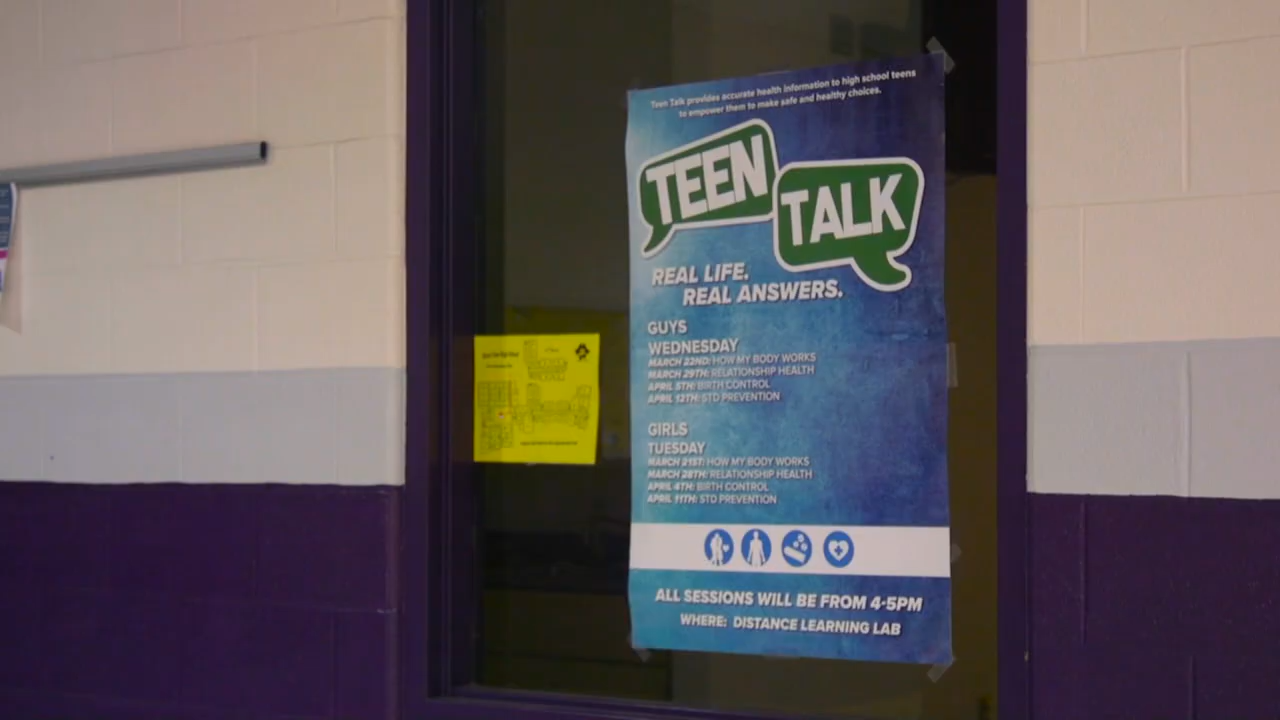 Teen Talk provides accurate health information to high school teens
to empower them to make safe and healthy choices.
TEEN
TALK
REAL LIFE.
REAL ANSWERS.
GUYS
WEDNESDAY
MARCH 22ND: HOW MY BODY WORKS
MARCH 29TH: RELATIONSHIP HEALTH
APRIL 5TH: BIRTH CONTROL
APRIL 12TH: STD PREVENTION
GIRLS
TUESDAY
MARCH 21ST: HOW MY BODY WORKS
MARCH 28TH: RELATIONSHIP HEALTH
APRIL 4TH: BIRTH CONTROL
APRIL 11TH: STD PREVENTION
ALL SESSIONS WILL BE FROM 4-5PM
WHERE: DISTANCE LEARNING LAB